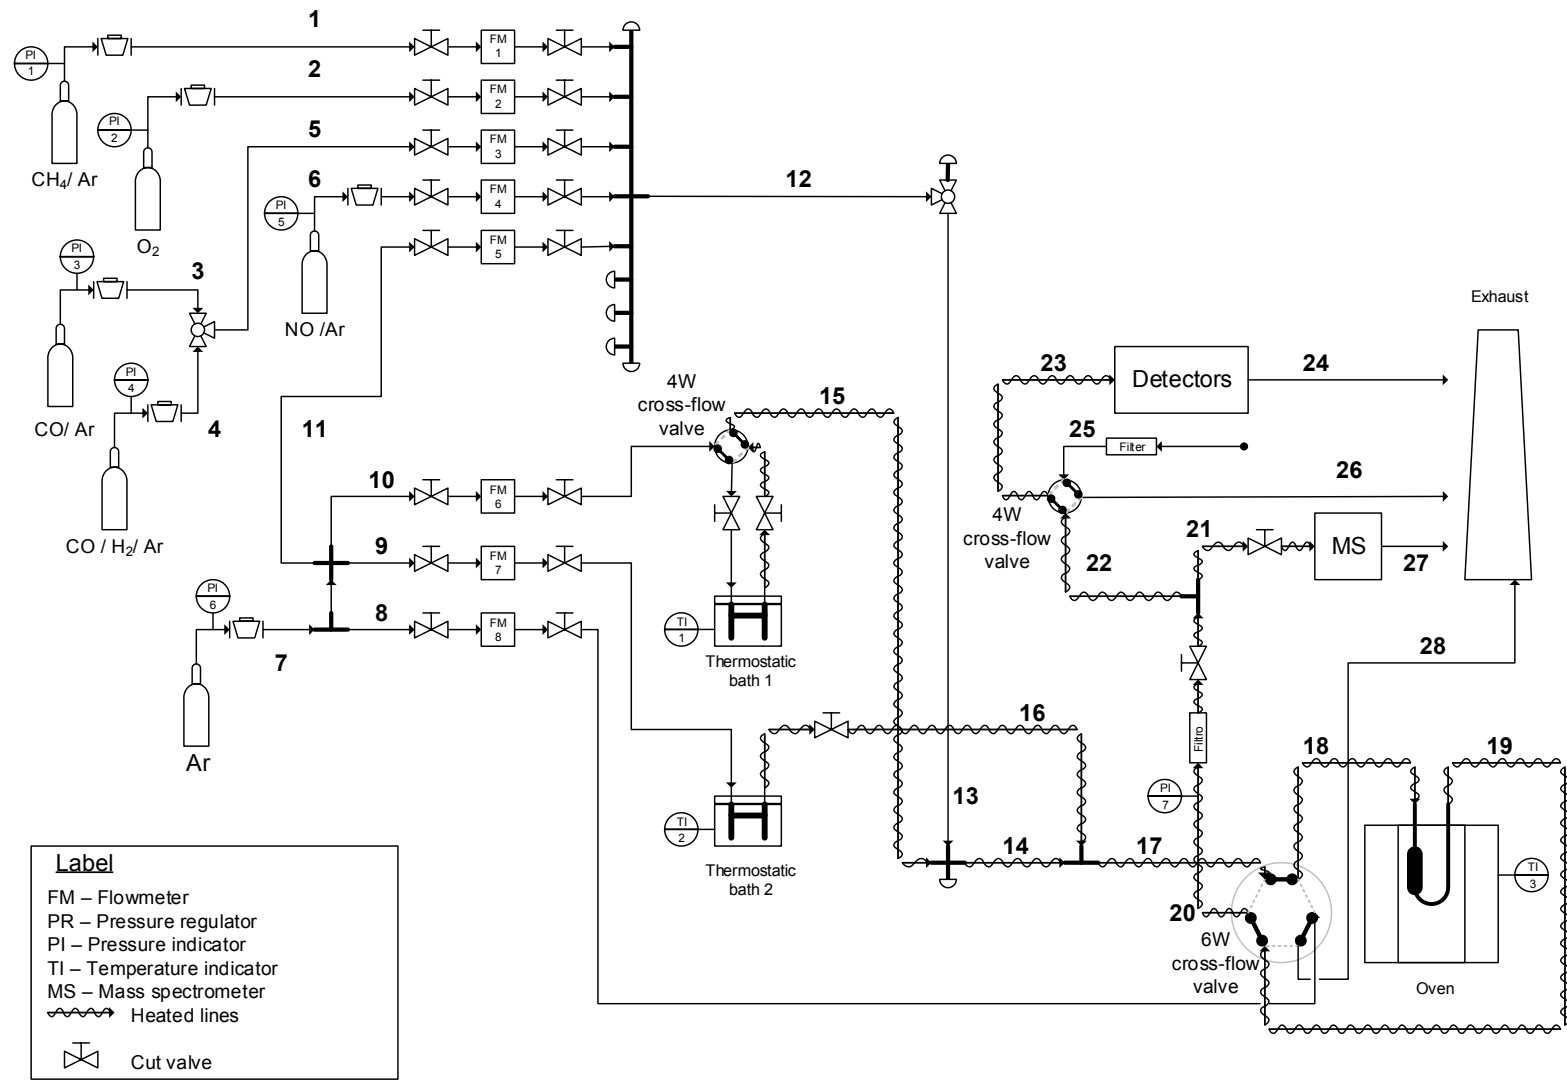 1
PI
1
CH4/ Ar
2
PI
2
O2
5
6
PI
5
NO /Ar
FM
1
FM
2
FM
3
FM
4
FM
5
12
PI
3
3
CO/ Ar
PI
4
4
CO / H2/ Ar
11
10
FM
6
9
FM
7
8
FM
8
PI
6
7
Ar
4W
cross-flow
valve
15
TI
1
Thermostatic
bath 1
16
TI
2
Thermostatic
bath 2
13
14
17
Exhaust
23
Detectors
24
25
Filter
26
4W
cross-flow
valve
21
MS
27
22
28
Filtro
PI
7
18
19
20
6W
cross-flow
valve
TI
3
Oven
Label
FM – Flowmeter
PR – Pressure regulator
PI – Pressure indicator
TI – Temperature indicator
MS – Mass spectrometer
Heated lines
Cut valve